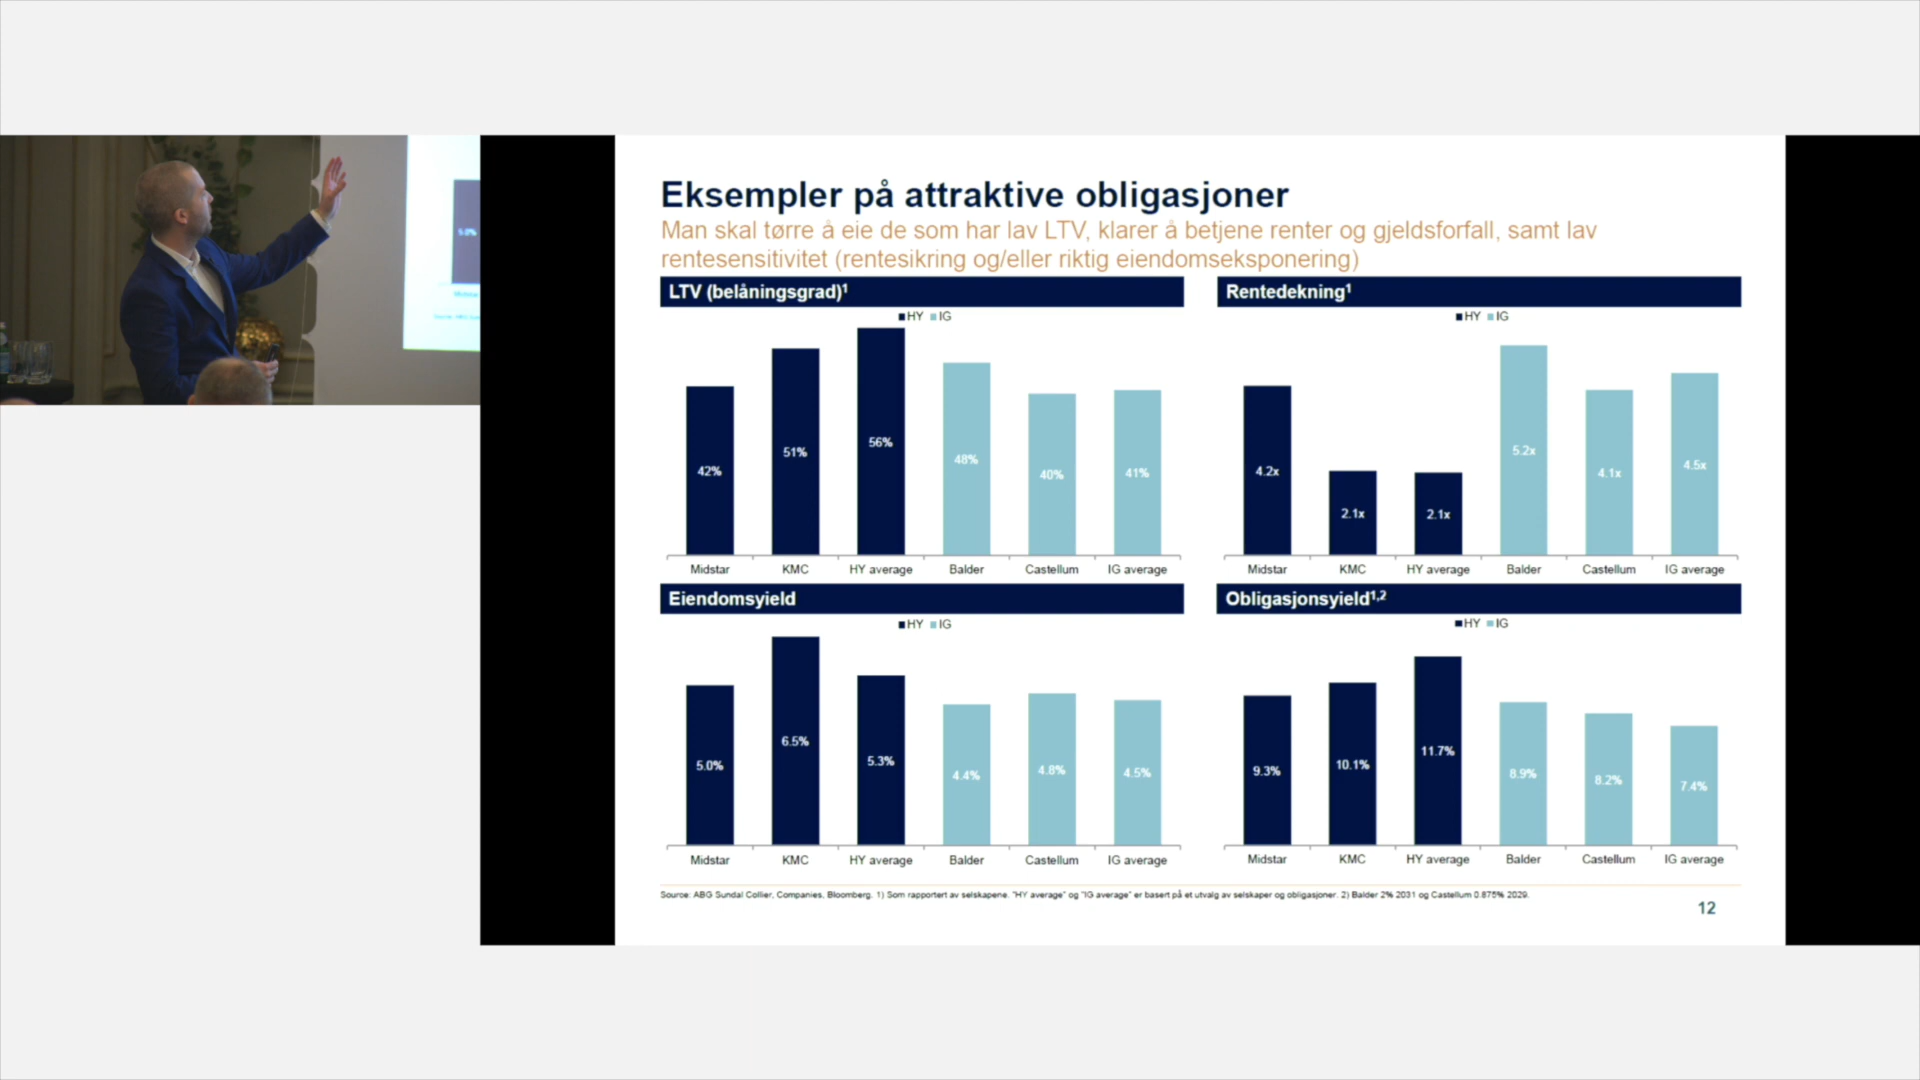 Eksempler på attraktive obligasjoner
Man skal tørre å eie de som har lav LTV, klarer å betjene renter og gjeldsforfall, samt lav
rentesensitivitet (rentesikring og/eller riktig eiendomseksponering)
LTV (belåningsgrad)¹
HY IG
42% 51% 56% 48% 40% 41%
Midstar KMC HY average Balder Castellum IG average
Rentedekning¹
HY IG
4.2x 2.1x 2.1x 5.2x 4.1x 4.5x
Midstar KMC HY average Balder Castellum IG average
Eiendomsyield
HY IG
5.0% 6.5% 5.3% 4.4% 4.8% 4.5%
Midstar KMC HY average Balder Castellum IG average
Obligasjonsyield¹,²
HY IG
9.3% 10.1% 11.7% 8.9% 8.2% 7.4%
Midstar KMC HY average Balder Castellum IG average
Source: ABG Sundal Collier, Companies, Bloomberg. 1) Som rapportert av selskapene. "HY average" og "IG average" er basert på et utvalg av selskaper og obligasjoner. 2) Balder 2% 2031 og Castellum 0.875% 2029.
12
5.0%
Midstar